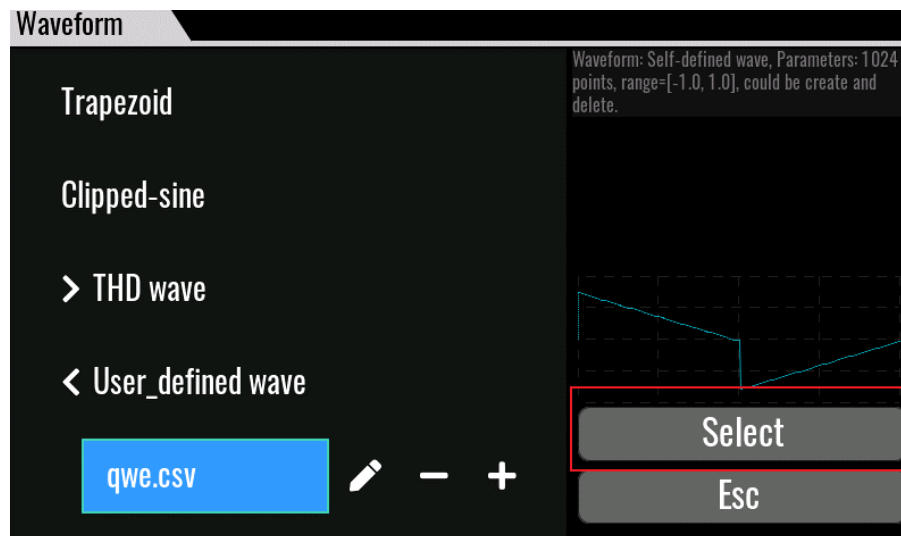 Waveform
Trapezoid
Clipped-sine
THD wave
User_defined wave
qwe.csv
Waveform: Self-defined wave, Parameters: 1024
points, range=[-1.0, 1.0], could be create and
delete.
Select
Esc